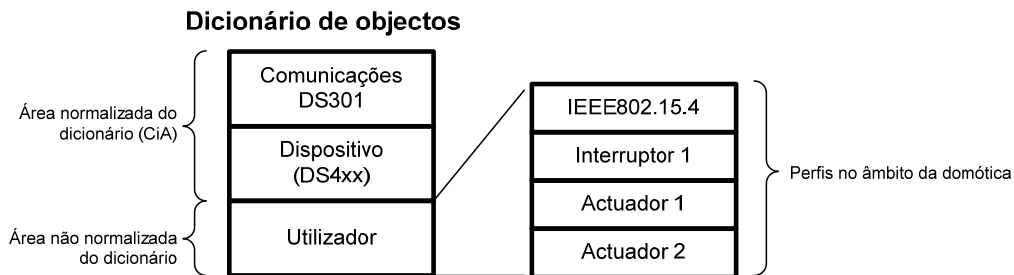 Dicionário de objectos
Comunicações
DS301
Área normalizada do
dicionário (CiA)
Dispositivo
(DS4xx)
Área não normalizada
do dicionário
Utilizador
IEEE802.15.4
Interruptor 1
Actuador 1
Actuador 2
Perfis no âmbito da domótica